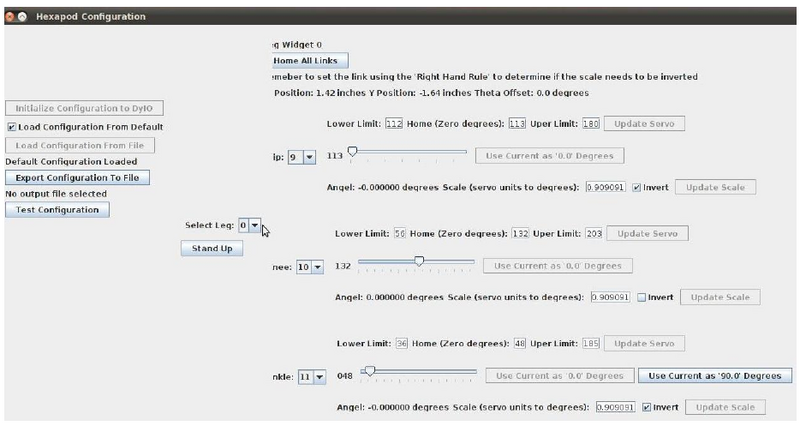 Hexapod Configuration
g Widget 0
Home All Links
emeber to set the link using the 'Right Hand Rule' to determine if the scale needs to be inverted
Position: 1.42 inches Y Position: -1.64 inches Theta Offset: 0.0 degrees
Initialize Configuration to DyIO
Load Configuration From Default
Load Configuration From File
Default Configuration Loaded
Export Configuration To File
No output file selected
Test Configuration
Select Leg: 0
Stand Up
Lower Limit: 112 Home (Zero degrees): 113 Uper Limit: 180 Update Servo
ip: 9 113 Use Current as '0.0' Degrees
Angel: -0.000000 degrees Scale (servo units to degrees): 0.909091 Invert Update Scale
Lower Limit: 56 Home (Zero degrees): 132 Uper Limit: 203 Update Servo
nee: 10 132 Use Current as '0.0' Degrees
Angel: 0.000000 degrees Scale (servo units to degrees): 0.909091 Invert Update Scale
Lower Limit: 36 Home (Zero degrees): 48 Uper Limit: 185 Update Servo
nkle: 11 048 Use Current as '0.0' Degrees Use Current as '90.0' Degrees
Angel: -0.000000 degrees Scale (servo units to degrees): 0.909091 Invert Update Scale